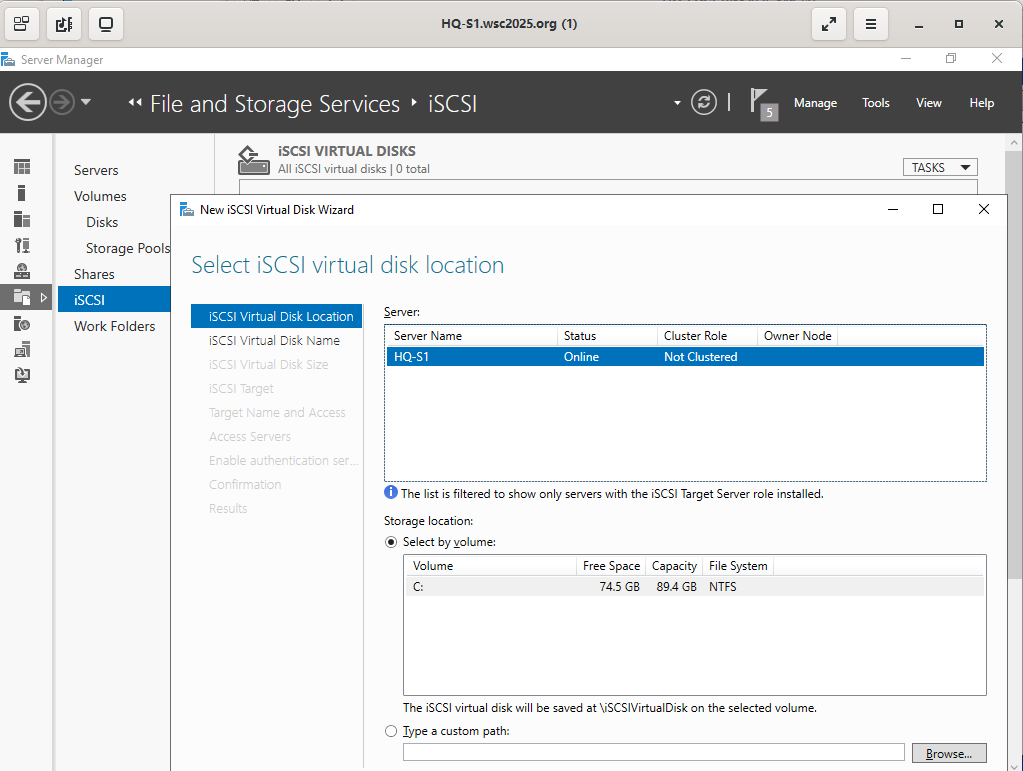 HQ-S1.wsc2025.org (1)
Server Manager
File and Storage Services
iSCSI
5
Manage
Tools
View
Help
Servers
Volumes
Disks
Storage Pools
Shares
iSCSI
Work Folders
iSCSI VIRTUAL DISKS
All iSCSI virtual disks | 0 total
TASKS
New iSCSI Virtual Disk Wizard
Select iSCSI virtual disk location
iSCSI Virtual Disk Location
iSCSI Virtual Disk Name
iSCSI Virtual Disk Size
iSCSI Target
Target Name and Access
Access Servers
Enable authentication ser...
Confirmation
Results
Server:
Server Name Status Cluster Role Owner Node
HQ-S1 Online Not Clustered
The list is filtered to show only servers with the iSCSI Target Server role installed.
Storage location:
Select by volume:
Volume Free Space Capacity File System
C: 74.5 GB 89.4 GB NTFS
The iSCSI virtual disk will be saved at \iSCSIVirtualDisk on the selected volume.
Type a custom path:
Browse...